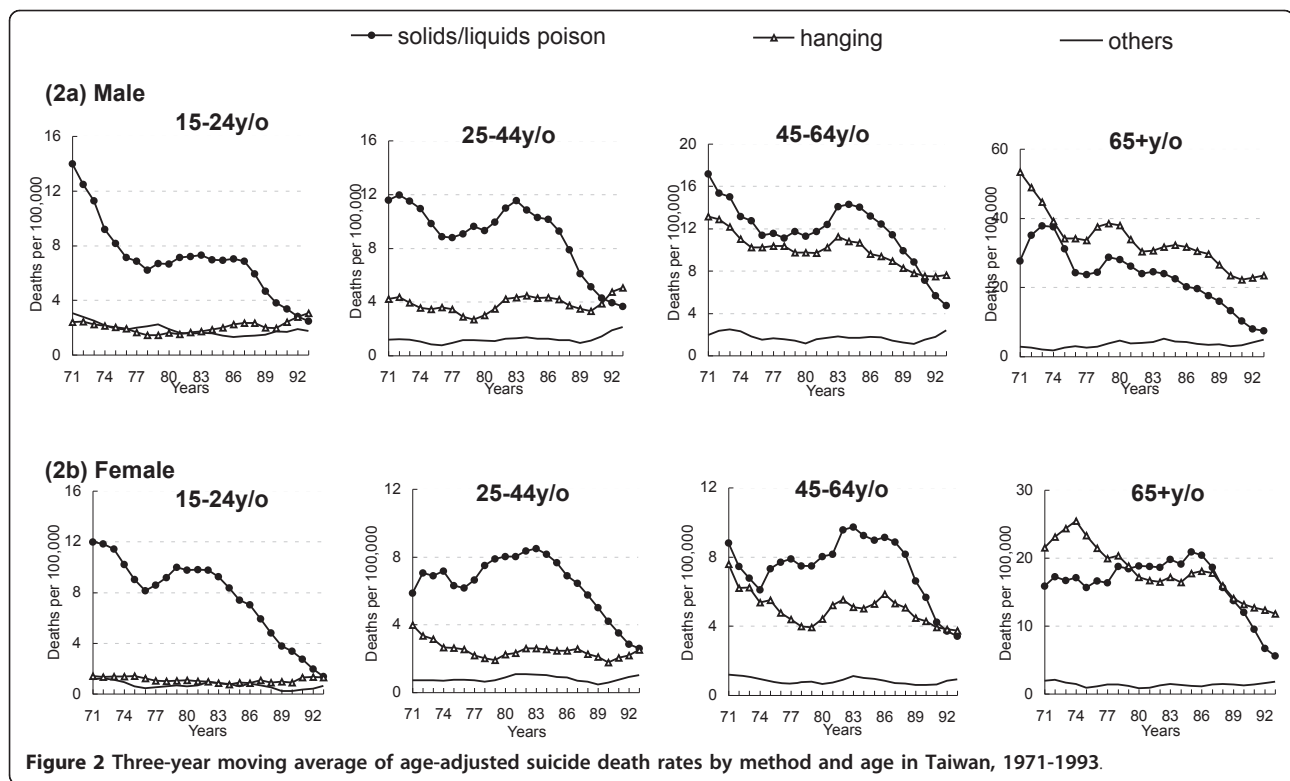 solids/liquids poison hanging others
(2a) Male
15-24y/o 25-44y/o 45-64y/o 65+y/o
Deaths per 100,000
16
12
8
4
0
71 74 77 80 83 86 89 92
Years
Deaths per 100,000
16
12
8
4
0
71 74 77 80 83 86 89 92
Years
Deaths per 100,000
20
16
12
8
4
0
71 74 77 80 83 86 89 92
Years
Deaths per 100,000
60
40
20
0
71 74 77 80 83 86 89 92
Years
(2b) Female
15-24y/o 25-44y/o 45-64y/o 65+y/o
Deaths per 100,000
16
12
8
4
0
71 74 77 80 83 86 89 92
Years
Deaths per 100,000
12
8
4
0
71 74 77 80 83 86 89 92
Years
Deaths per 100,000
12
8
4
0
71 74 77 80 83 86 89 92
Years
Deaths per 100,000
30
20
10
0
71 74 77 80 83 86 89 92
Years
Figure 2 Three-year moving average of age-adjusted suicide death rates by method and age in Taiwan, 1971-1993.